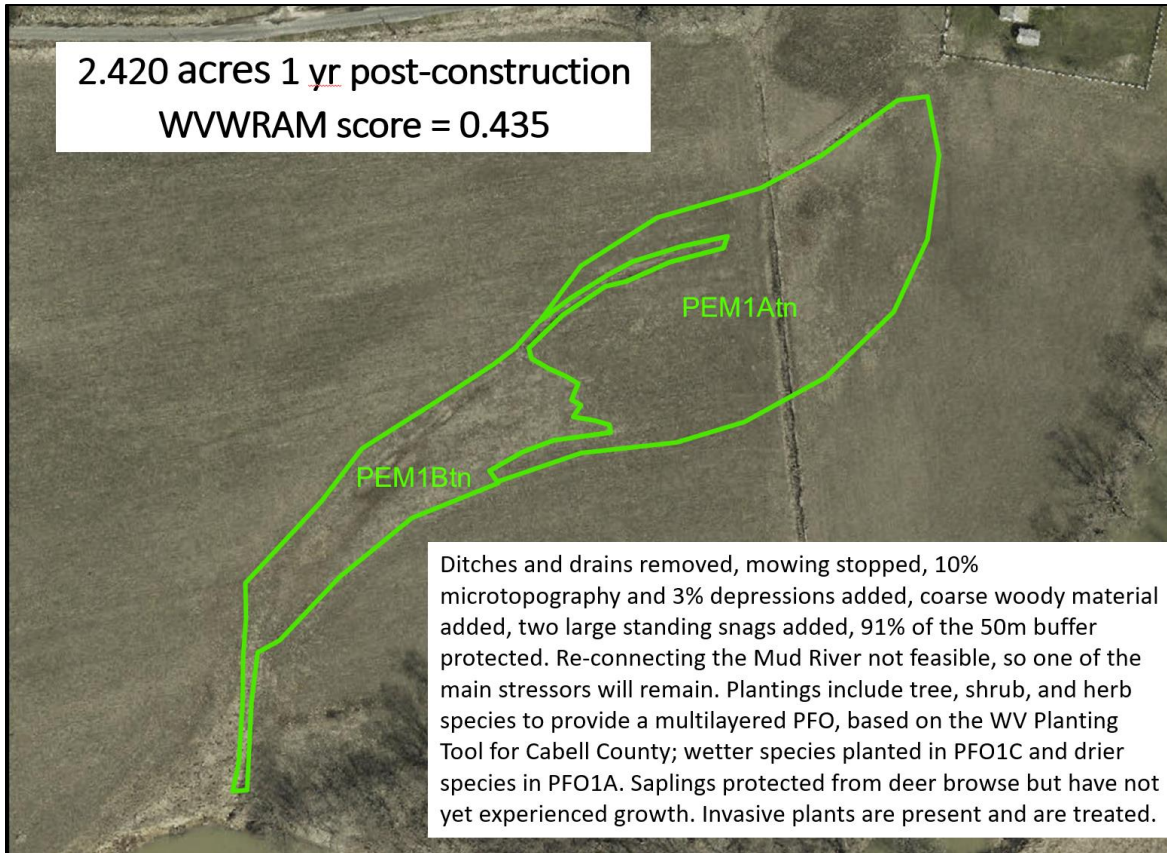 2.420 acres 1 yr post-construction
WVWRAM score = 0.435
PEM1Atn
PEM1Btn
Ditches and drains removed, mowing stopped, 10%
microtopography and 3% depressions added, coarse woody material
added, two large standing snags added, 91% of the 50m buffer
protected. Re-connecting the Mud River not feasible, so one of the
main stressors will remain. Plantings include tree, shrub, and herb
species to provide a multilayered PFO, based on the WV Planting
Tool for Cabell County; wetter species planted in PFO1C and drier
species in PFO1A. Saplings protected from deer browse but have not
yet experienced growth. Invasive plants are present and are treated.